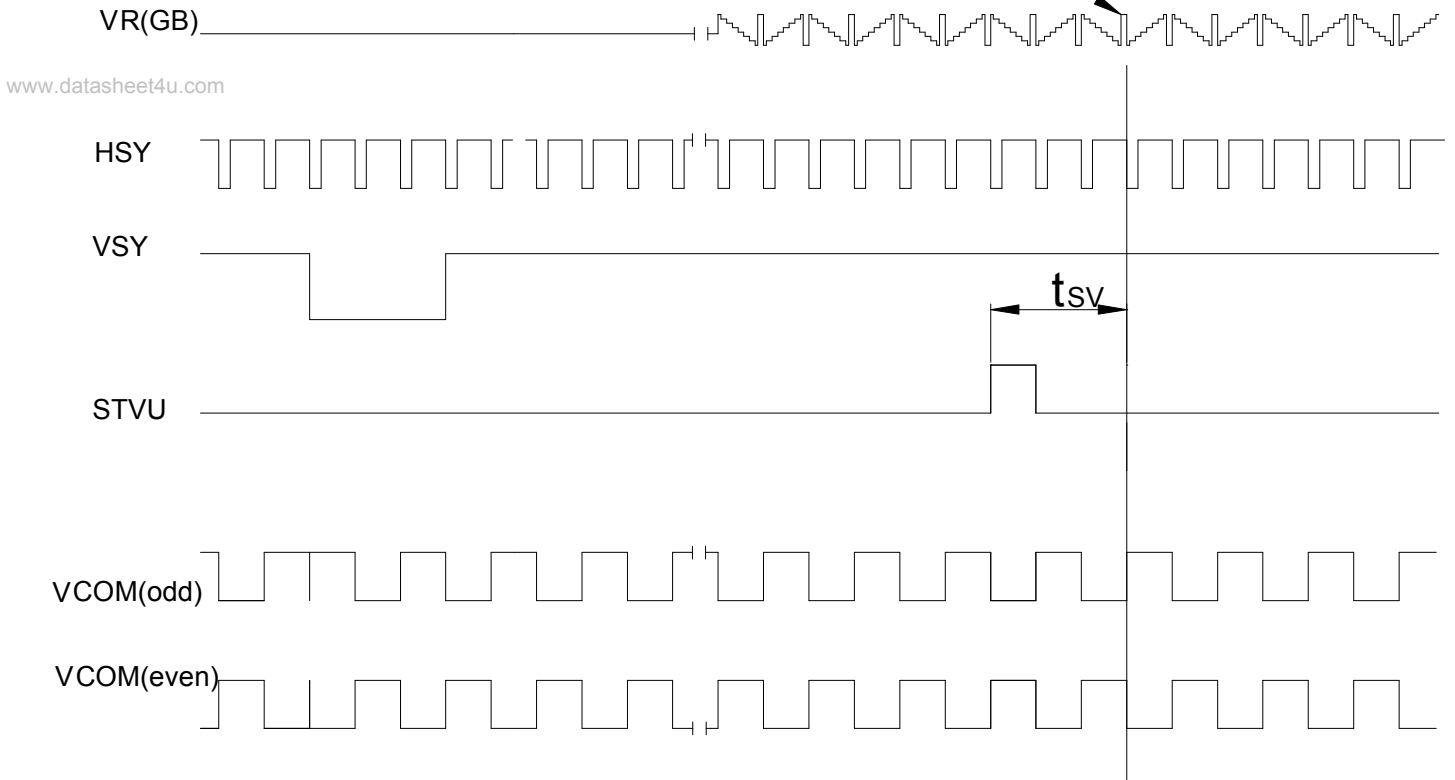 VR(GB)
www.datasheet4u.com
HSY
VSY
tSV
STVU
VCOM(odd)
VCOM(even)